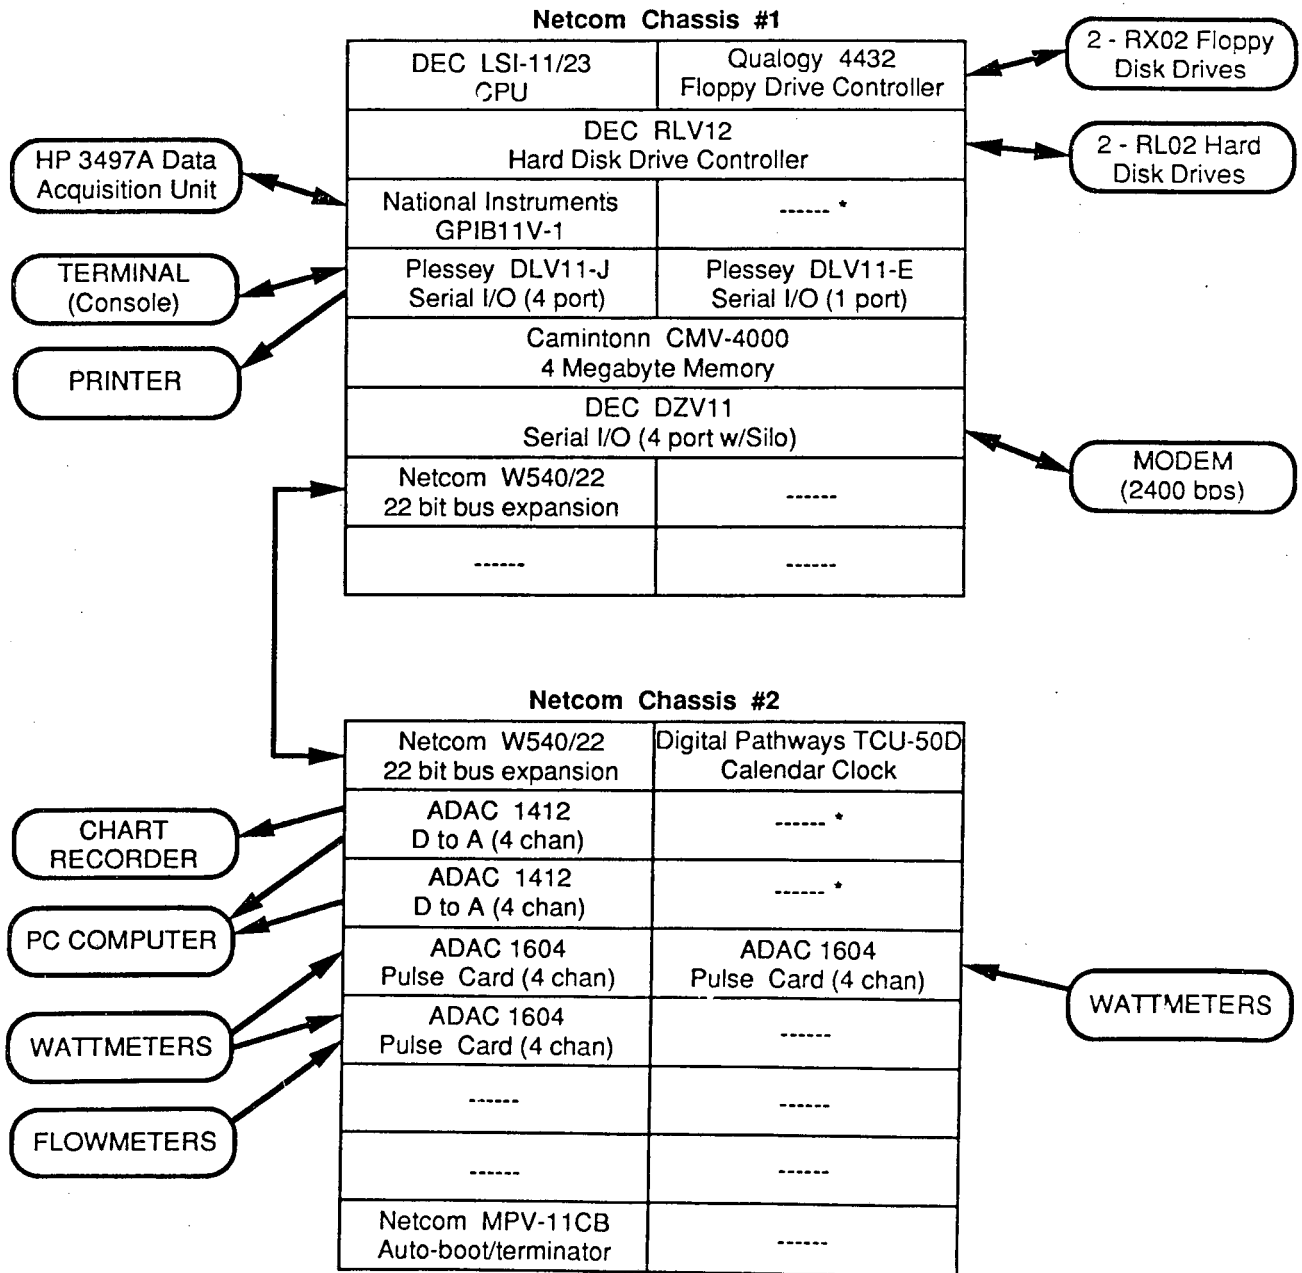 Netcom Chassis #1
DEC LSI-11/23
CPU
Qualogy 4432
Floppy Drive Controller
2 - RX02 Floppy
Disk Drives
DEC RLV12
Hard Disk Drive Controller
2 - RL02 Hard
Disk Drives
HP 3497A Data
Acquisition Unit
National Instruments
GPIB11V-1
------ *
TERMINAL
(Console)
Plessey DLV11-J
Serial I/O (4 port)
Plessey DLV11-E
Serial I/O (1 port)
PRINTER
Camintonn CMV-4000
4 Megabyte Memory
DEC DZV11
Serial I/O (4 port w/Silo)
MODEM
(2400 bps)
Netcom W540/22
22 bit bus expansion
------
------
------
Netcom Chassis #2
Netcom W540/22
22 bit bus expansion
Digital Pathways TCU-50D
Calendar Clock
CHART
RECORDER
ADAC 1412
D to A (4 chan)
------ *
ADAC 1412
D to A (4 chan)
------ *
PC COMPUTER
ADAC 1604
Pulse Card (4 chan)
ADAC 1604
Pulse Card (4 chan)
WATTMETERS
WATTMETERS
ADAC 1604
Pulse Card (4 chan)
------
FLOWMETERS
------
------
------
------
Netcom MPV-11CB
Auto-boot/terminator
------